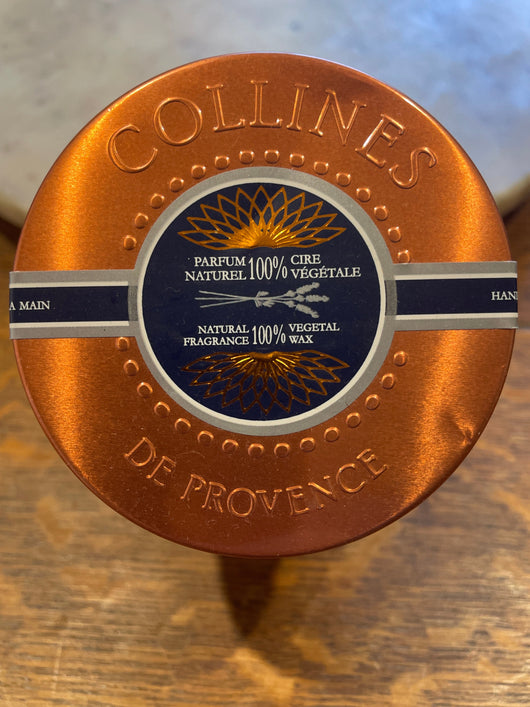 COLLINES
PARFUM NATUREL 100% CIRE VÉGÉTALE
A MAIN
HAN
NATURAL FRAGRANCE 100% VEGETAL WAX
DE PROVENCE